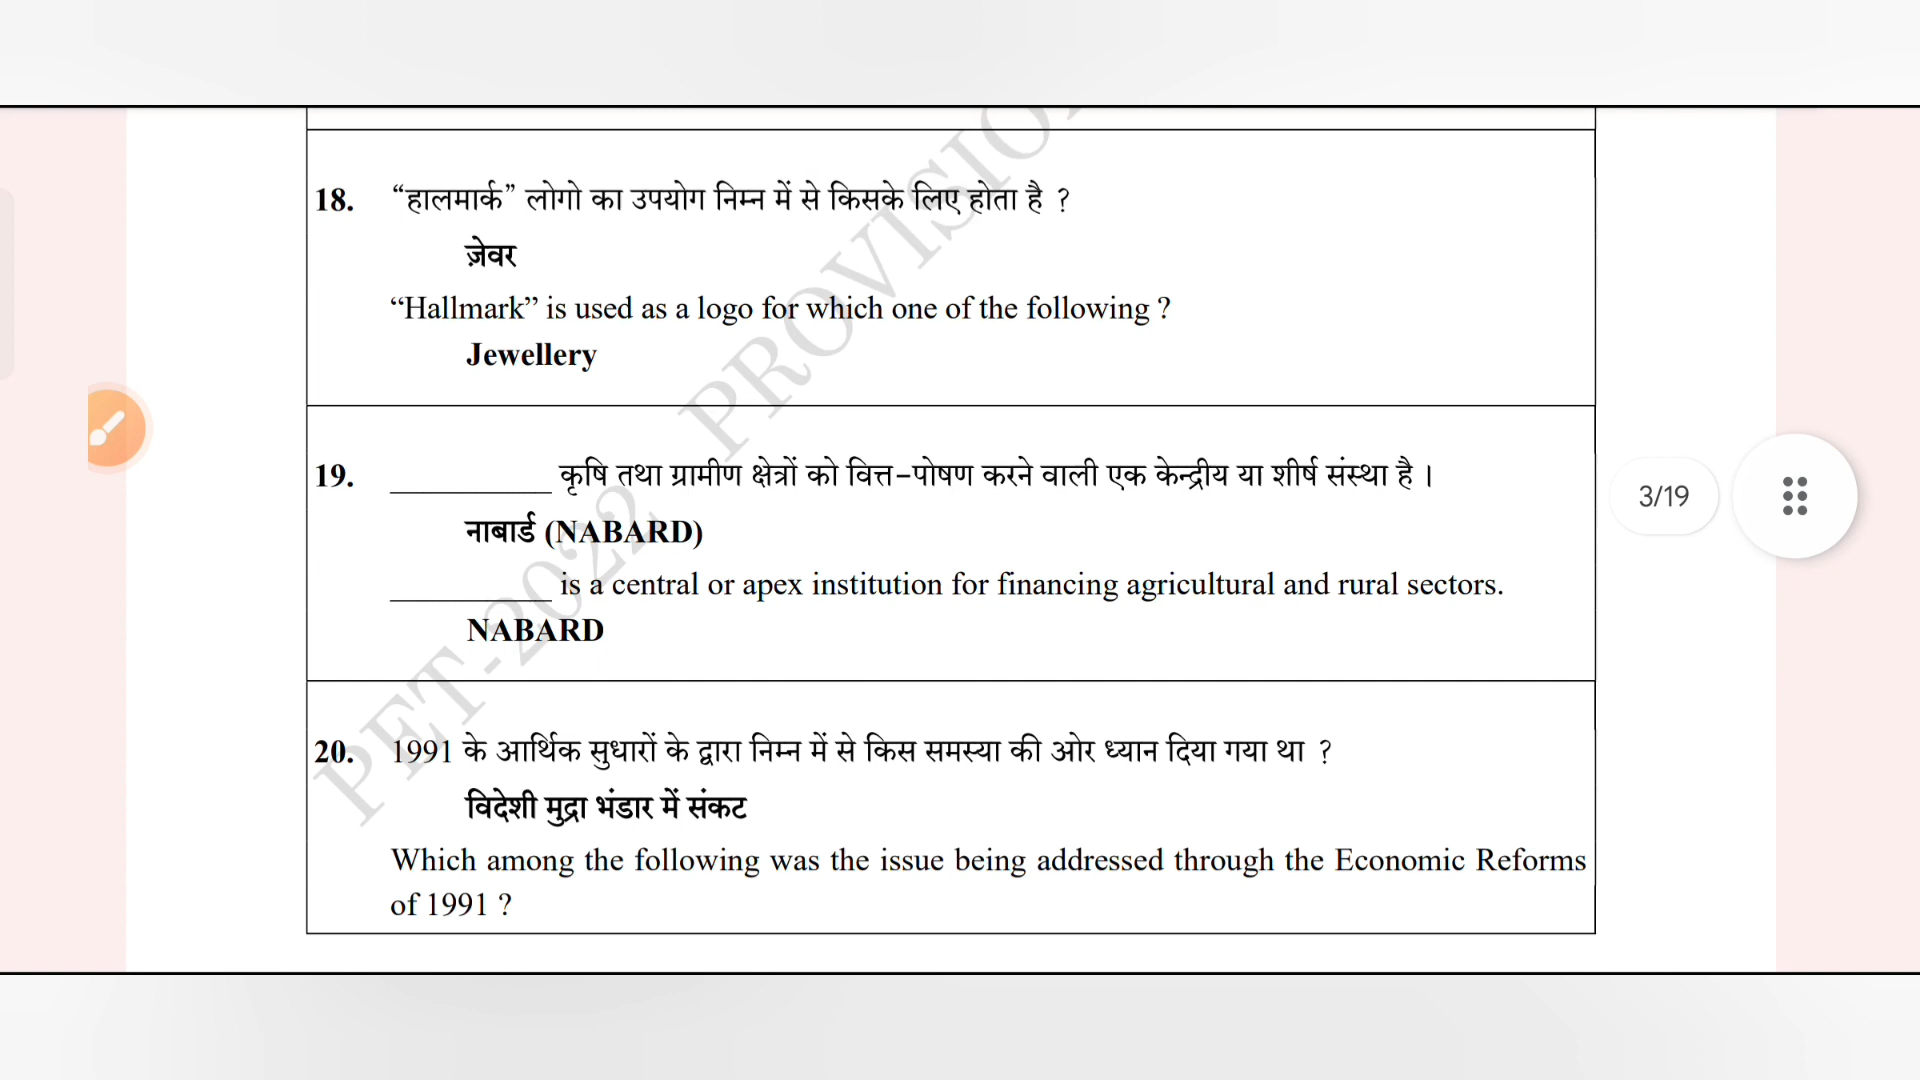 18. “हालमार्क” लोगो का उपयोग निम्न में से किसके लिए होता है ?
ज़ेवर
“Hallmark” is used as a logo for which one of the following ?
Jewellery
19. __________ कृषि तथा ग्रामीण क्षेत्रों को वित्त-पोषण करने वाली एक केन्द्रीय या शीर्ष संस्था है ।
नाबार्ड (NABARD)
__________ is a central or apex institution for financing agricultural and rural sectors.
NABARD
3/19
20. 1991 के आर्थिक सुधारों के द्वारा निम्न में से किस समस्या की ओर ध्यान दिया गया था ?
विदेशी मुद्रा भंडार में संकट
Which among the following was the issue being addressed through the Economic Reforms
of 1991 ?
PET-2022 PROVISIO